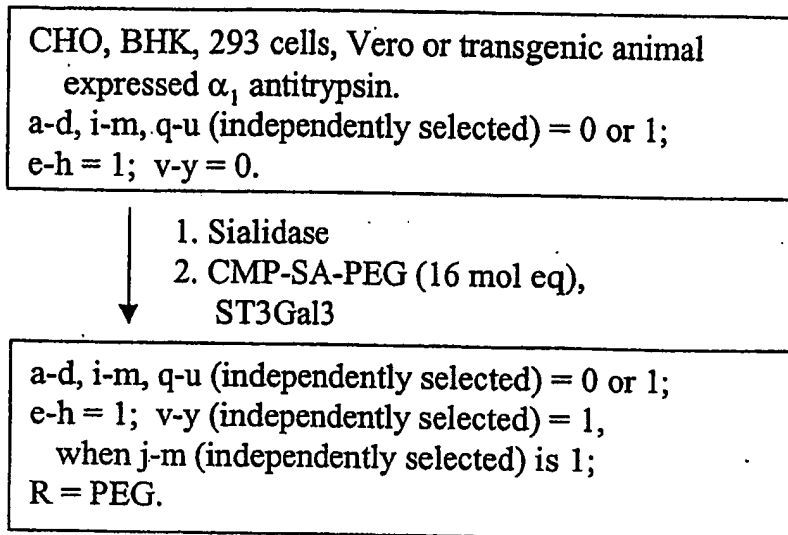 CHO, BHK, 293 cells, Vero or transgenic animal
expressed α₁ antitrypsin.
a-d, i-m, q-u (independently selected) = 0 or 1;
e-h = 1; v-y = 0.
1. Sialidase
2. CMP-SA-PEG (16 mol eq),
ST3Gal3
a-d, i-m, q-u (independently selected) = 0 or 1;
e-h = 1; v-y (independently selected) = 1,
when j-m (independently selected) is 1;
R = PEG.